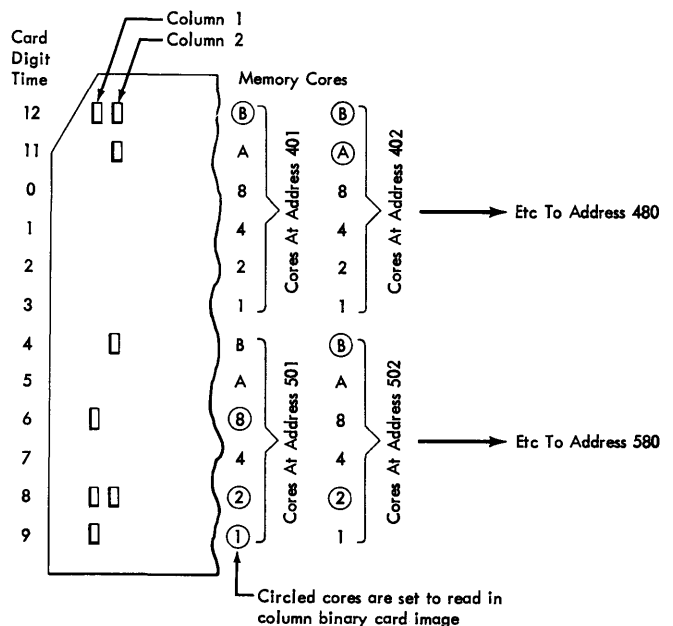 Column 1
Column 2
Card
Digit
Time
Memory Cores
12 B B
11 A A
0 8 8
1 4 4
2 2 2
3 1 1
Cores At Address 401
Cores At Address 402
Etc To Address 480
4 B B
5 A A
6 8 8
7 4 4
8 2 2
9 1 1
Cores At Address 501
Cores At Address 502
Etc To Address 580
Circled cores are set to read in
column binary card image